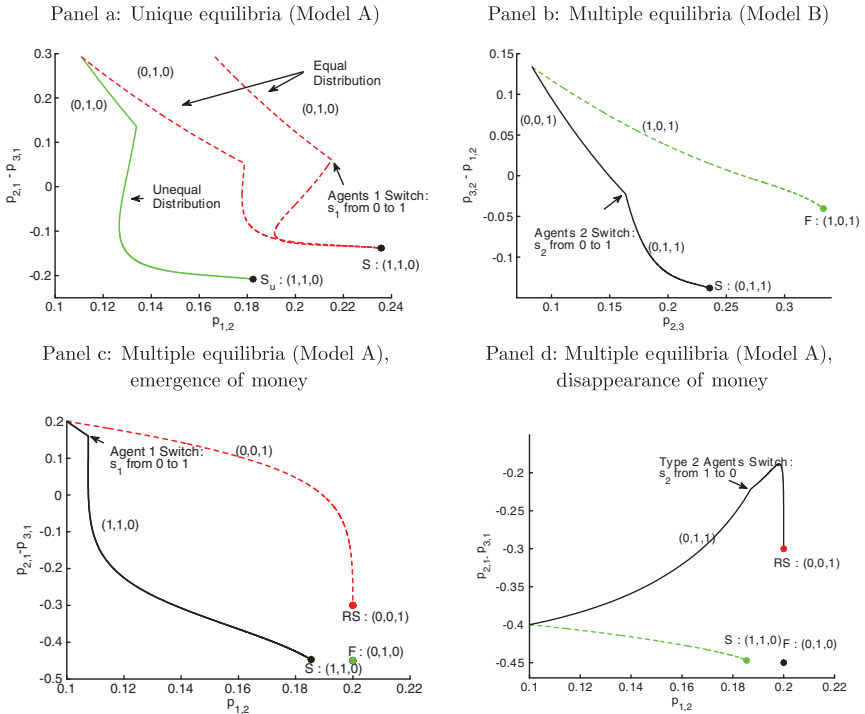 Panel a: Unique equilibria (Model A)
0.3
0.2
0.1
0
-0.1
-0.2
0.1
0.12
0.14
0.16
0.18
0.2
0.22
0.24
p2,1 - p3,1
p1,2
(0,1,0)
(0,1,0)
(0,1,0)
Equal
Distribution
Unequal
Distribution
Agents 1 Switch:
s1 from 0 to 1
S : (1,1,0)
Su : (1,1,0)
Panel b: Multiple equilibria (Model B)
0.15
0.1
0.05
0
-0.05
-0.1
0.1
0.15
0.2
0.25
0.3
p3,2 - p1,2
p2,3
(0,0,1)
(1,0,1)
Agents 2 Switch:
s2 from 0 to 1
(0,1,1)
F : (1,0,1)
S : (0,1,1)
Panel c: Multiple equilibria (Model A),
emergence of money
0.2
0.1
0
-0.1
-0.2
-0.3
-0.4
-0.5
0.1
0.12
0.14
0.16
0.18
0.2
0.22
p2,1-p3,1
p1,2
Agent 1 Switch:
s1 from 0 to 1
(0,0,1)
(1,1,0)
RS : (0,0,1)
F : (0,1,0)
S : (1,1,0)
Panel d: Multiple equilibria (Model A),
disappearance of money
-0.2
-0.25
-0.3
-0.35
-0.4
-0.45
0.1
0.12
0.14
0.16
0.18
0.2
0.22
p2,1- p3,1
p1,2
Type 2 Agents Switch:
s2 from 1 to 0
(0,1,1)
RS : (0,0,1)
S : (1,1,0)
F : (0,1,0)